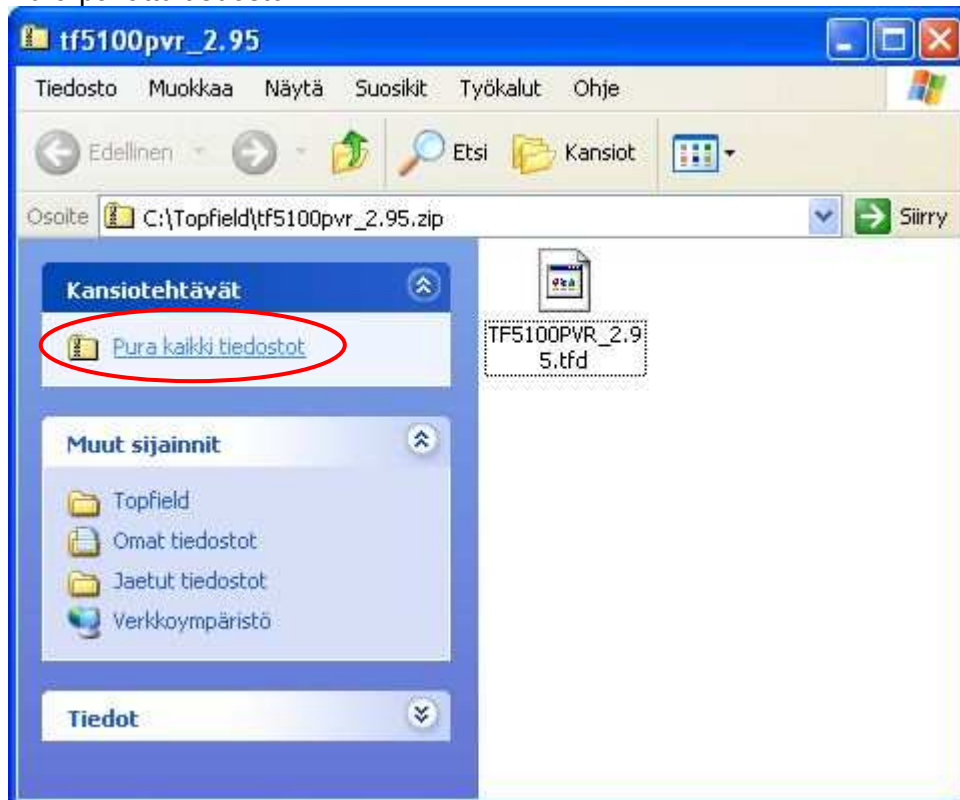 tf5100pvr_2.95
Tiedosto Muokkaa Näytä Suosikit Työkalut Ohje
Edellinen Etsi Kansiot
Osoite C:\Topfield\tf5100pvr_2.95.zip Siirry
Kansiotehtävät
Pura kaikki tiedostot
TF5100PVR_2.9
5.tfd
Muut sijainnit
Topfield
Omat tiedostot
Jaetut tiedostot
Verkkoympäristö
Tiedot